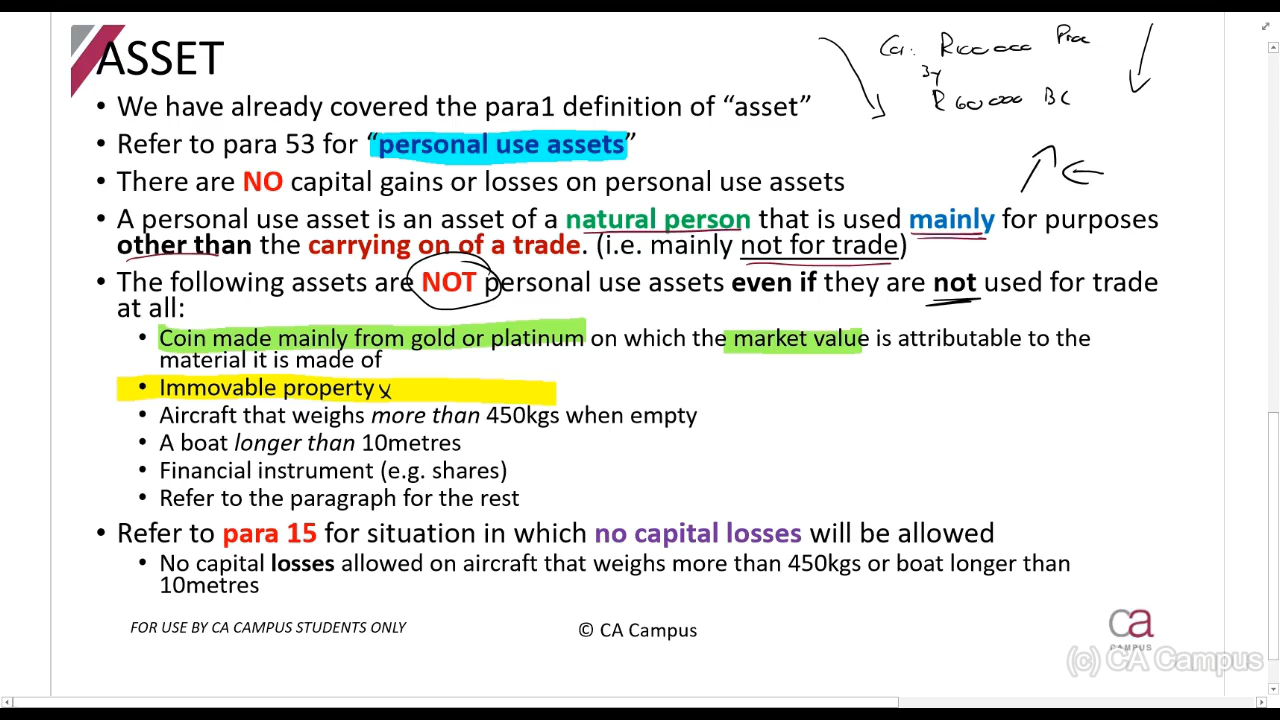 ASSET
• We have already covered the para1 definition of “asset”
• Refer to para 53 for “personal use assets”
• There are NO capital gains or losses on personal use assets
• A personal use asset is an asset of a natural person that is used mainly for purposes
other than the carrying on of a trade. (i.e. mainly not for trade)
• The following assets are NOT personal use assets even if they are not used for trade
at all:
• Coin made mainly from gold or platinum on which the market value is attributable to the
material it is made of
• Immovable property x
• Aircraft that weighs more than 450kgs when empty
• A boat longer than 10metres
• Financial instrument (e.g. shares)
• Refer to the paragraph for the rest
• Refer to para 15 for situation in which no capital losses will be allowed
• No capital losses allowed on aircraft that weighs more than 450kgs or boat longer than
10metres
FOR USE BY CA CAMPUS STUDENTS ONLY
© CA Campus
ca
CAMPUS
(c) CA Campus